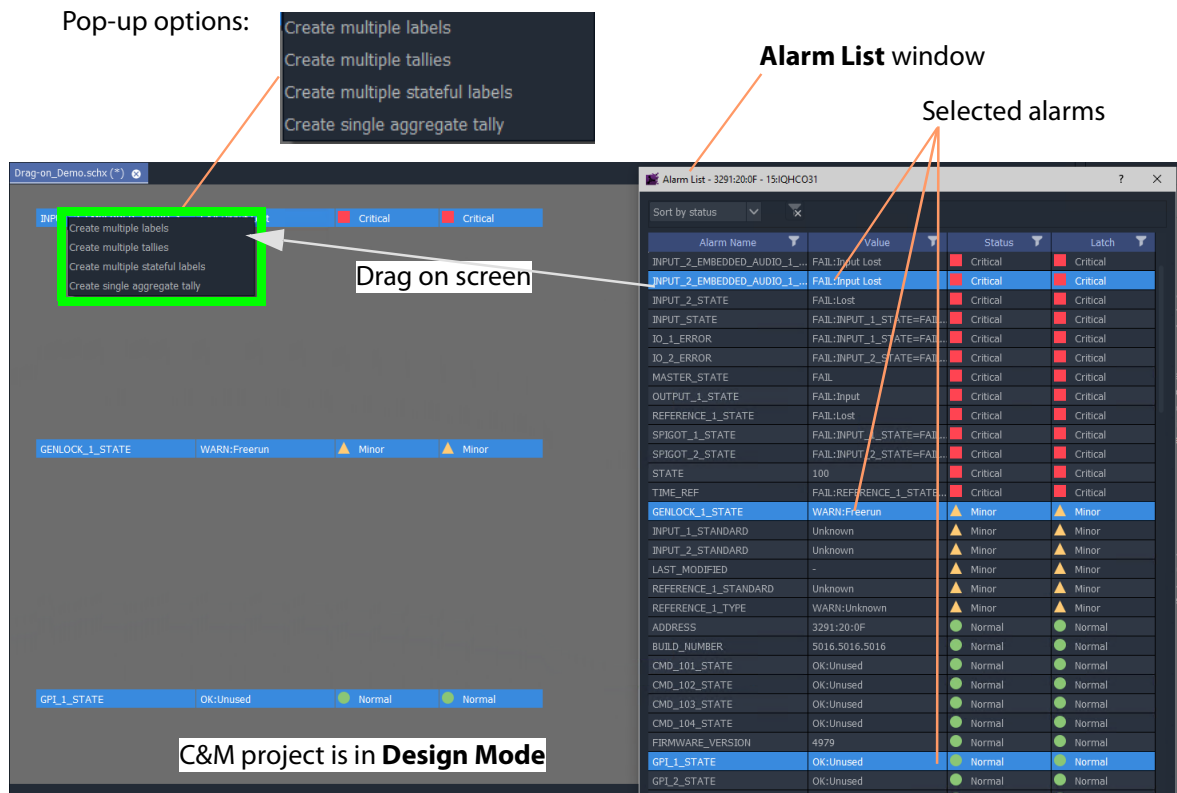 Pop-up options:
Create multiple labels
Create multiple tallies
Create multiple stateful labels
Create single aggregate tally
Alarm List window
Selected alarms
Drag-on_Demo.schx (*)
Critical Critical
Create multiple labels
Create multiple tallies
Create multiple stateful labels
Create single aggregate tally
Drag on screen
GENLOCK_1_STATE WARN:Freerun Minor Minor
GPI_1_STATE OK:Unused Normal Normal
C&M project is in Design Mode
Alarm List - 3291:20:0F - 15:IQHCO31 ? ×
Sort by status
Alarm Name Value Status Latch
INPUT_2_EMBEDDED_AUDIO_1_... FAIL:Input Lost Critical Critical
INPUT_2_EMBEDDED_AUDIO_1_... FAIL:Input Lost Critical Critical
INPUT_2_STATE FAIL:Lost Critical Critical
INPUT_STATE FAIL:INPUT_1_STATE=FAIL... Critical Critical
IO_1_ERROR FAIL:INPUT_1_STATE=FAIL... Critical Critical
IO_2_ERROR FAIL:INPUT_2_STATE=FAIL... Critical Critical
MASTER_STATE FAIL Critical Critical
OUTPUT_1_STATE FAIL:Input Critical Critical
REFERENCE_1_STATE FAIL:Lost Critical Critical
SPIGOT_1_STATE FAIL:INPUT_1_STATE=FAIL... Critical Critical
SPIGOT_2_STATE FAIL:INPUT_2_STATE=FAIL... Critical Critical
STATE 100 Critical Critical
TIME_REF FAIL:REFERENCE_1_STATE... Critical Critical
GENLOCK_1_STATE WARN:Freerun Minor Minor
INPUT_1_STANDARD Unknown Minor Minor
INPUT_2_STANDARD Unknown Minor Minor
LAST_MODIFIED - Minor Minor
REFERENCE_1_STANDARD Unknown Minor Minor
REFERENCE_1_TYPE WARN:Unknown Minor Minor
ADDRESS 3291:20:0F Normal Normal
BUILD_NUMBER 5016.5016.5016 Normal Normal
CMD_101_STATE OK:Unused Normal Normal
CMD_102_STATE OK:Unused Normal Normal
CMD_103_STATE OK:Unused Normal Normal
CMD_104_STATE OK:Unused Normal Normal
FIRMWARE_VERSION 4979 Normal Normal
GPI_1_STATE OK:Unused Normal Normal
GPI_2_STATE OK:Unused Normal Normal